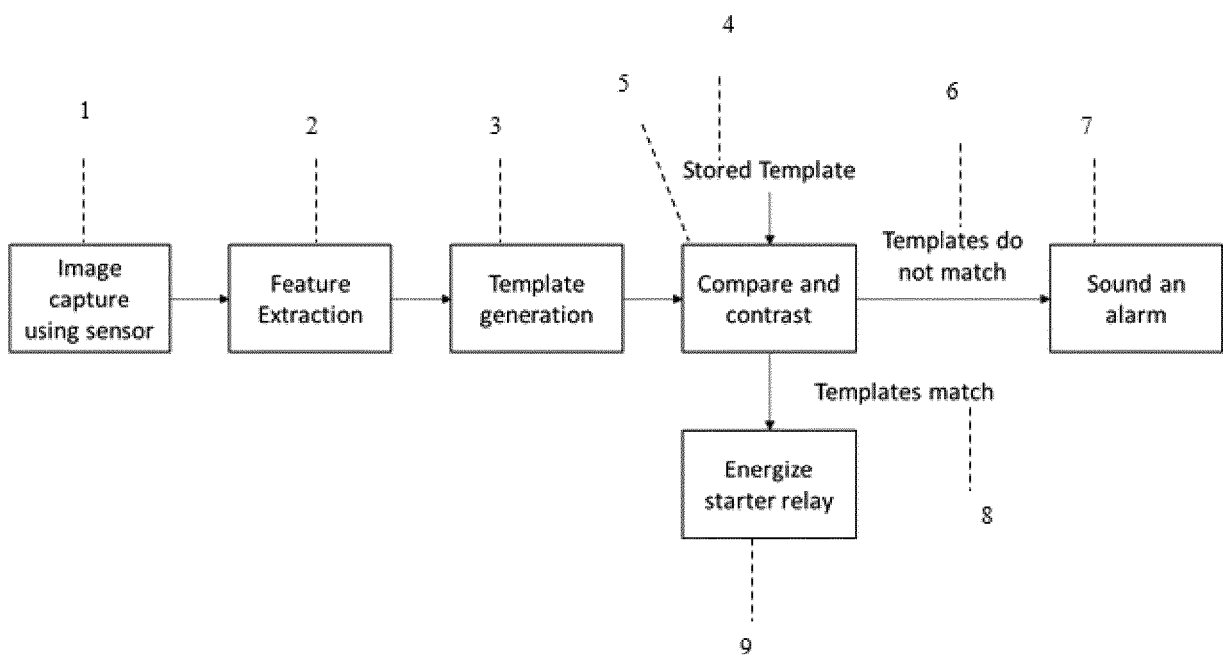 4
5
6
1
2
3
7
Stored Template
Templates do
not match
Image
capture
using sensor
Feature
Extraction
Template
generation
Compare and
contrast
Sound an
alarm
Templates match
Energize
starter relay
8
9